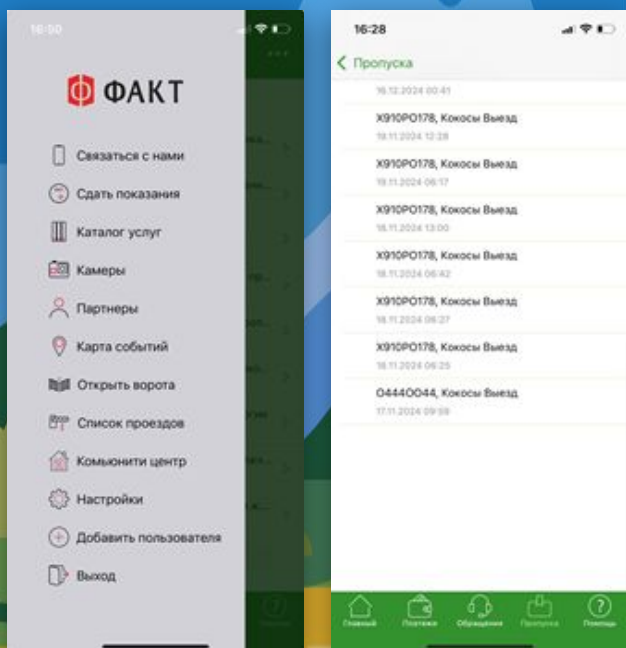 16:50
ФАКТ
Связаться с нами
Сдать показания
Каталог услуг
Камеры
Партнеры
Карта событий
Открыть ворота
Список проездов
Комьюнити центр
Настройки
Добавить пользователя
Выход
16:28
Пропуска
16.12.2024 00:41
Х910РО178, Кокосы Выезд
19.11.2024 12:28
Х910РО178, Кокосы Выезд
19.11.2024 06:17
Х910РО178, Кокосы Выезд
18.11.2024 13:00
Х910РО178, Кокосы Выезд
18.11.2024 06:42
Х910РО178, Кокосы Выезд
18.11.2024 06:27
Х910РО178, Кокосы Выезд
18.11.2024 06:25
О444ОО44, Кокосы Выезд
17.11.2024 09:59
Главный Платежи Обращения Пропуска Помощь